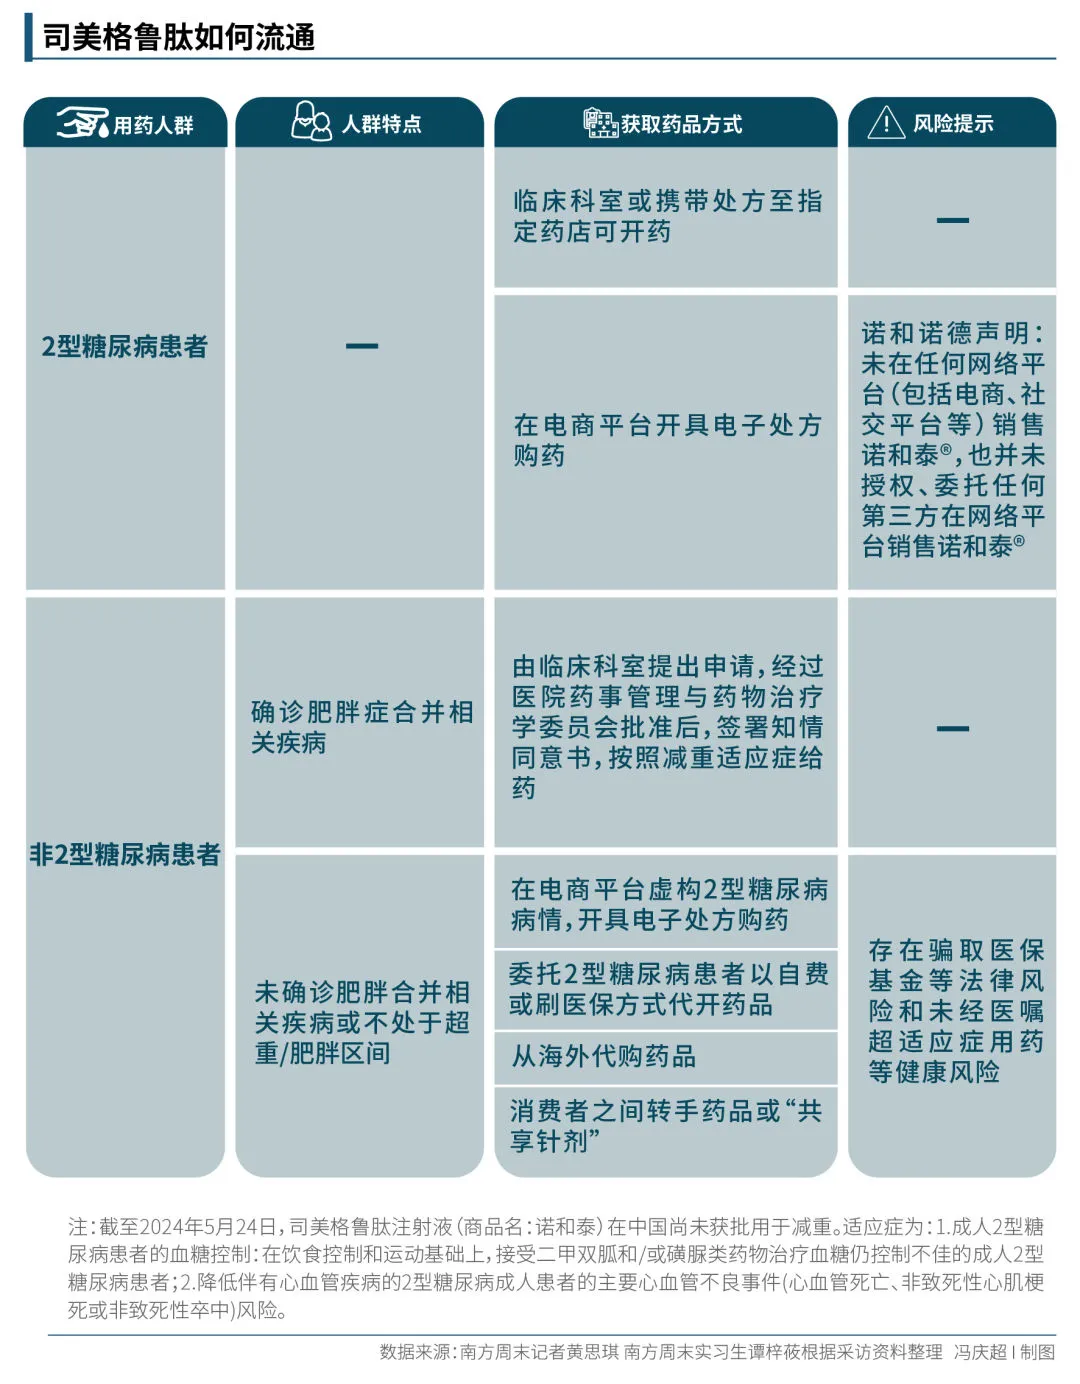 司美格鲁肽如何流通
用药人群
人群特点
获取药品方式
风险提示
2型糖尿病患者
—
临床科室或携带处方至指
定药店可开药
—
在电商平台开具电子处方
购药
诺和诺德声明：
未在任何网络平
台（包括电商、社
交平台等）销售
诺和泰®，也并未
授权、委托任何
第三方在网络平
台销售诺和泰®
非2型糖尿病患者
确诊肥胖症合并相
关疾病
由临床科室提出申请，经过
医院药事管理与药物治疗
学委员会批准后，签署知情
同意书，按照减重适应症给
药
—
未确诊肥胖合并相
关疾病或不处于超
重/肥胖区间
在电商平台虚构2型糖尿病
病情，开具电子处方购药
委托2型糖尿病患者以自费
或刷医保方式代开药品
从海外代购药品
消费者之间转手药品或“共
享针剂”
存在骗取医保
基金等法律风
险和未经医嘱
超适应症用药
等健康风险
注：截至2024年5月24日，司美格鲁肽注射液（商品名：诺和泰）在中国尚未获批用于减重。适应症为：1.成人2型糖
尿病患者的血糖控制：在饮食控制和运动基础上，接受二甲双胍和/或磺脲类药物治疗血糖仍控制不佳的成人2型
糖尿病患者；2.降低伴有心血管疾病的2型糖尿病成人患者的主要心血管不良事件(心血管死亡、非致死性心肌梗
死或非致死性卒中)风险。
数据来源：南方周末记者黄思琪 南方周末实习生谭梓莜根据采访资料整理 冯庆超 | 制图